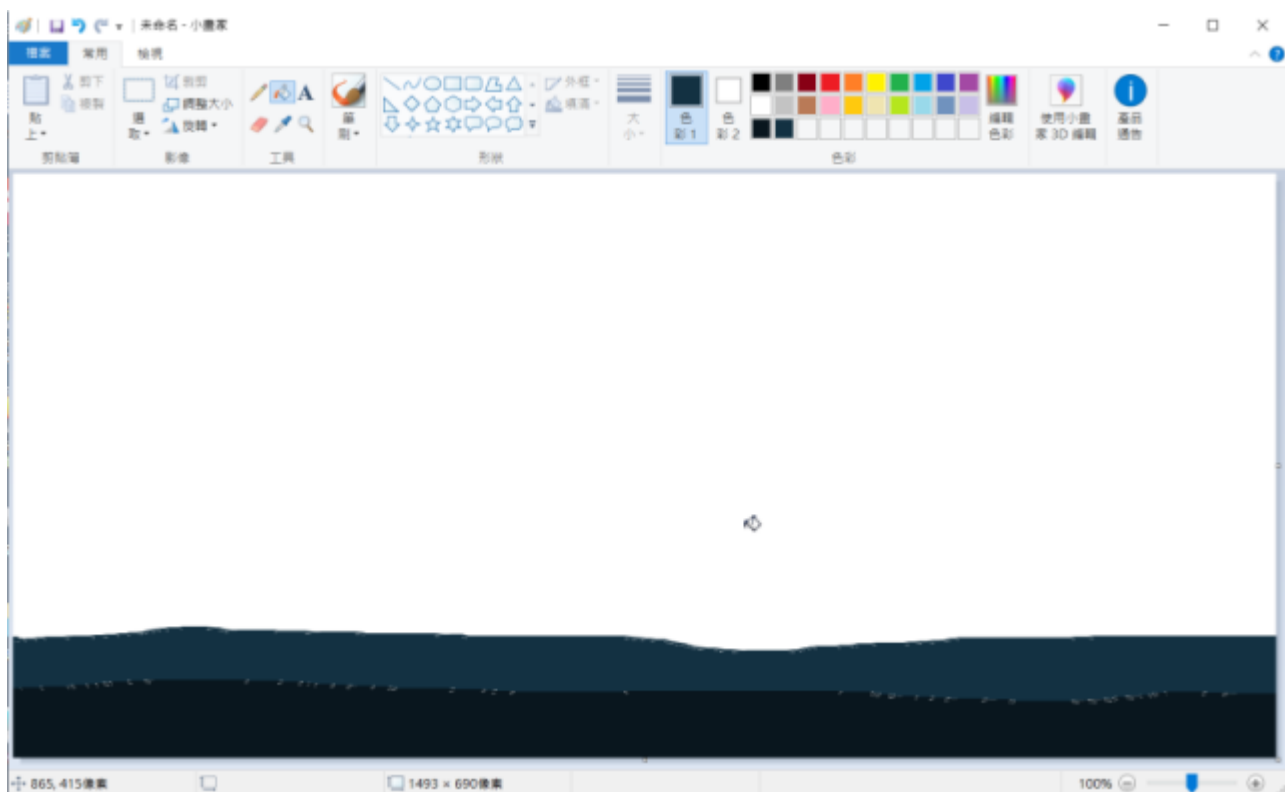 未命名 - 小畫家
檔案 常用 檢視
貼上
剪下
複製
剪貼簿
選取
裁剪
調整大小
旋轉
影像
A
工具
筆刷
外框
填滿
形狀
大小
色彩 1
色彩 2
編輯色彩
色彩
使用小畫家 3D 編輯
產品通告
865, 415像素
1493 × 690像素
100%